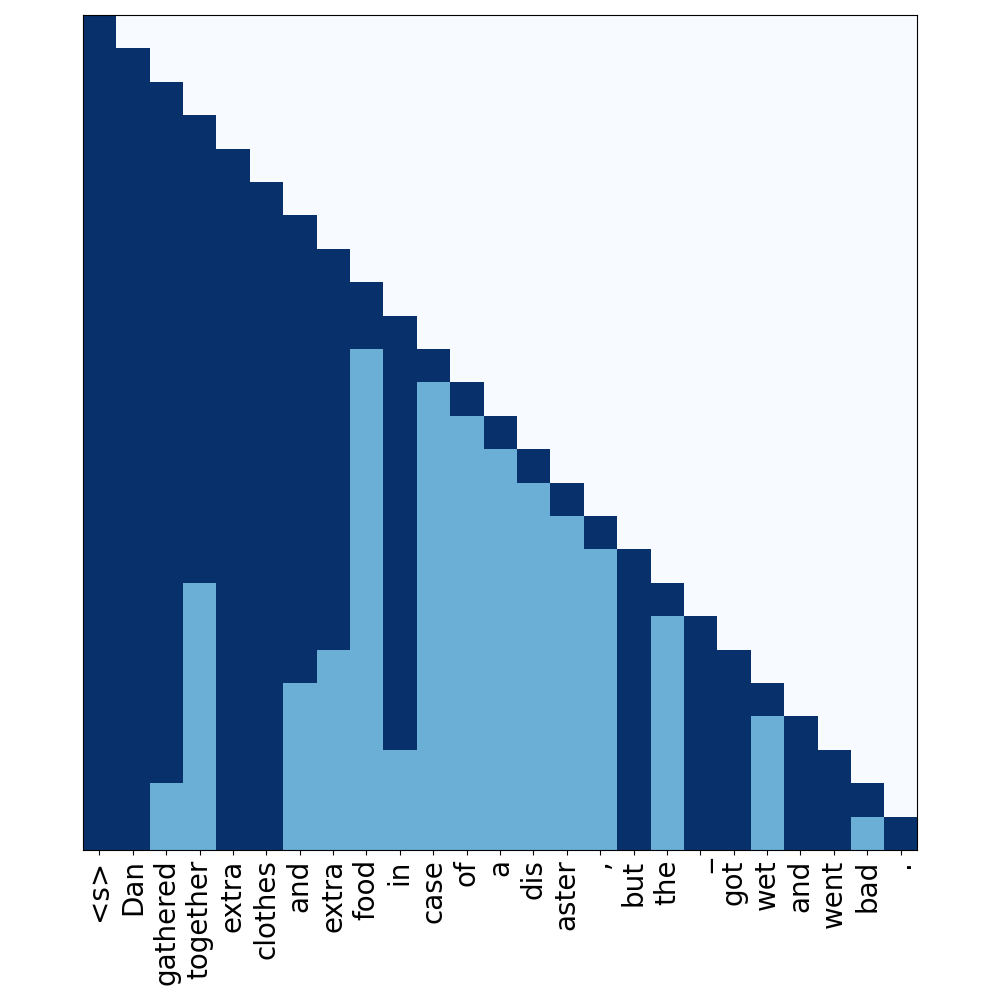 <s>
Dan
gathered
together
extra
clothes
and
extra
food
in
case
of
a
dis
aster
,
but
the
_
got
wet
and
went
bad
.